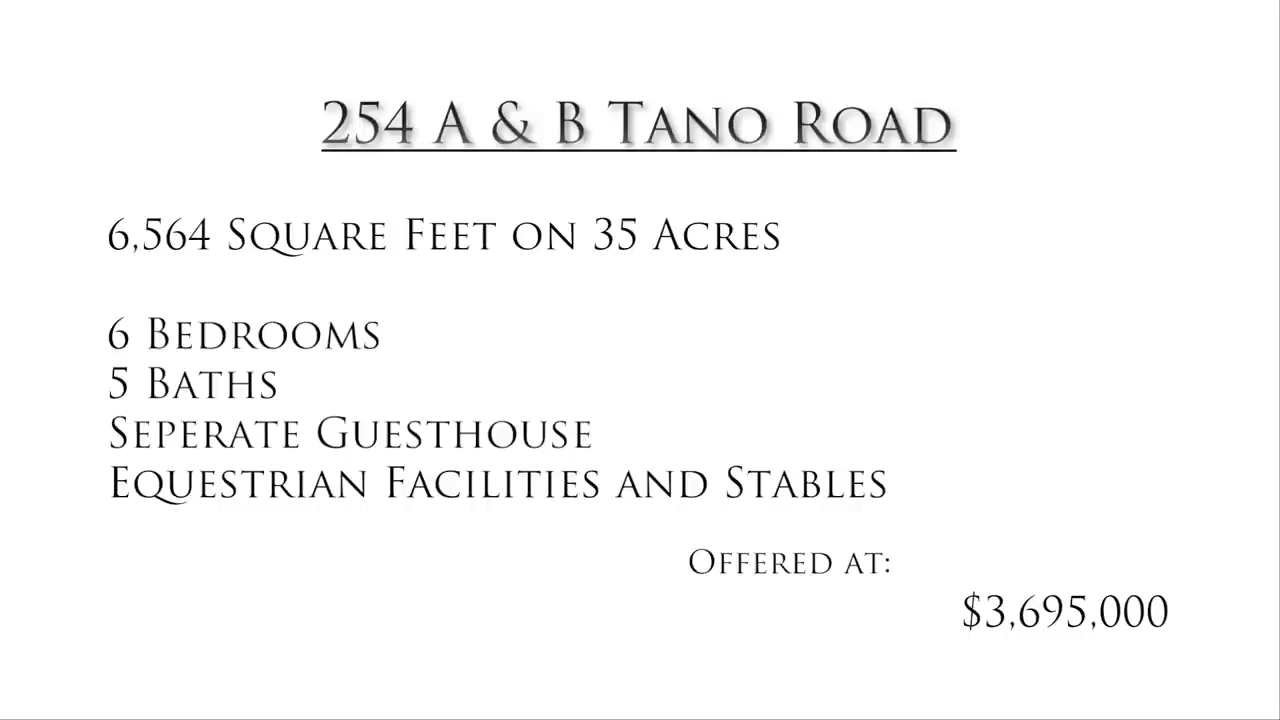 254 A & B Tano Road
6,564 Square Feet on 35 Acres
6 Bedrooms
5 Baths
Seperate Guesthouse
Equestrian Facilities and Stables
Offered at:
$3,695,000